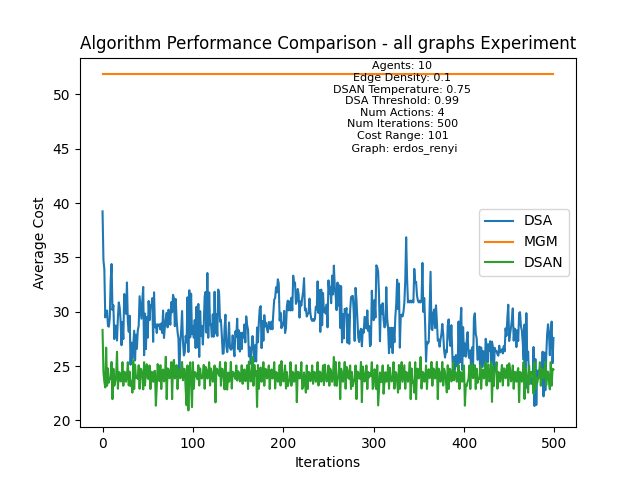 Algorithm Performance Comparison - all graphs Experiment
Agents: 10
Edge Density: 0.1
DSAN Temperature: 0.75
DSA Threshold: 0.99
Num Actions: 4
Num Iterations: 500
Cost Range: 101
Graph: erdos_renyi
Average Cost
50
45
40
35
30
25
20
DSA
MGM
DSAN
0 100 200 300 400 500
Iterations